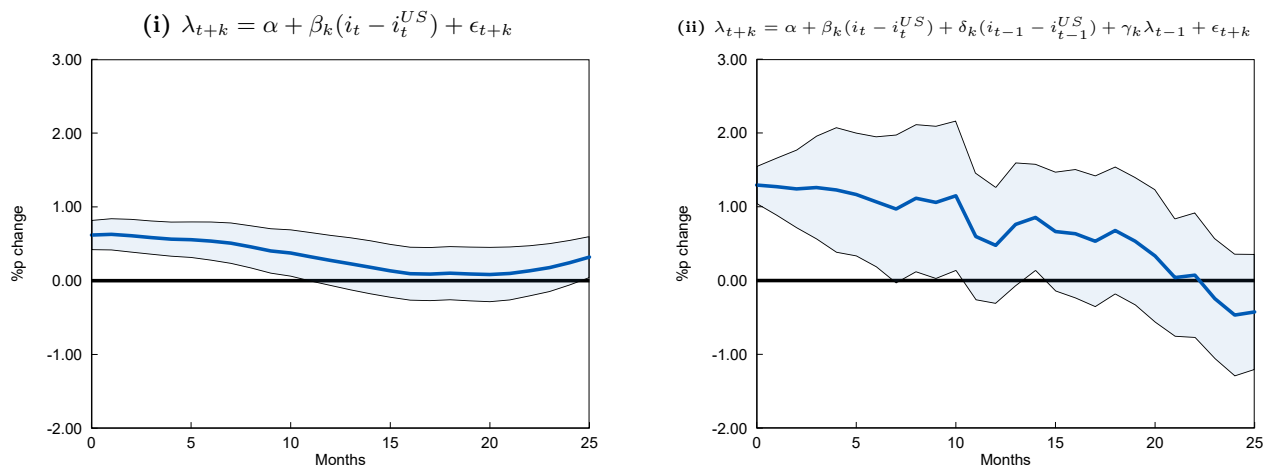 (i) λ_{t+k} = α + β_k(i_t − i_t^{US}) + ϵ_{t+k}
3.00
2.00
1.00
0.00
-1.00
-2.00
%p change
0 5 10 15 20 25
Months
(ii) λ_{t+k} = α + β_k(i_t − i_t^{US}) + δ_k(i_{t−1} − i_{t−1}^{US}) + γ_kλ_{t−1} + ϵ_{t+k}
3.00
2.00
1.00
0.00
-1.00
-2.00
%p change
0 5 10 15 20 25
Months